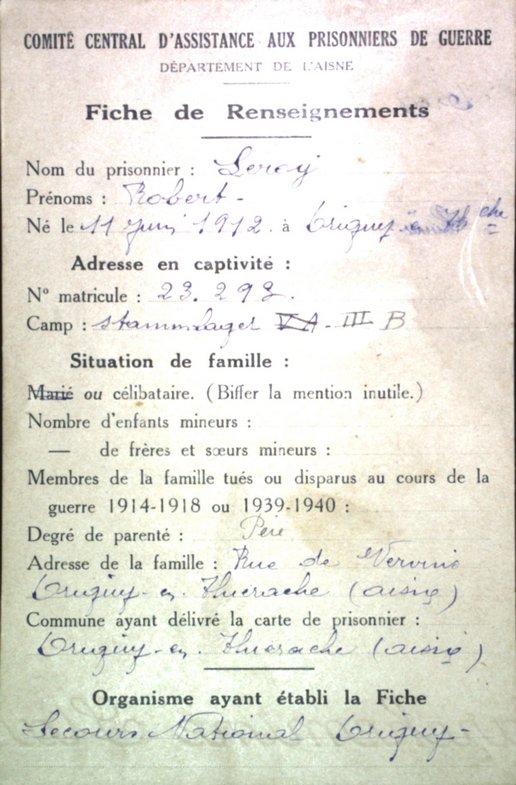 COMITÉ CENTRAL D'ASSISTANCE AUX PRISONNIERS DE GUERRE
DÉPARTEMENT DE L'AISNE
Fiche de Renseignements
Nom du prisonnier : Leroy
Prénoms : Robert -
Né le 11 Juin 1912 à Origny en Thche
Adresse en captivité :
N° matricule : 23.298.
Camp : Stammlager VA - III B
Situation de famille :
Marié ou célibataire. (Biffer la mention inutile.)
Nombre d'enfants mineurs :
— de frères et sœurs mineurs :
Membres de la famille tués ou disparus au cours de la
guerre 1914-1918 ou 1939-1940 :
Degré de parenté : Père
Adresse de la famille : Rue de Vervins
Origny-en-Thierache (Aisne)
Commune ayant délivré la carte de prisonnier :
Origny-en-Thierache (Aisne)
Organisme ayant établi la Fiche
Secours National Origny-